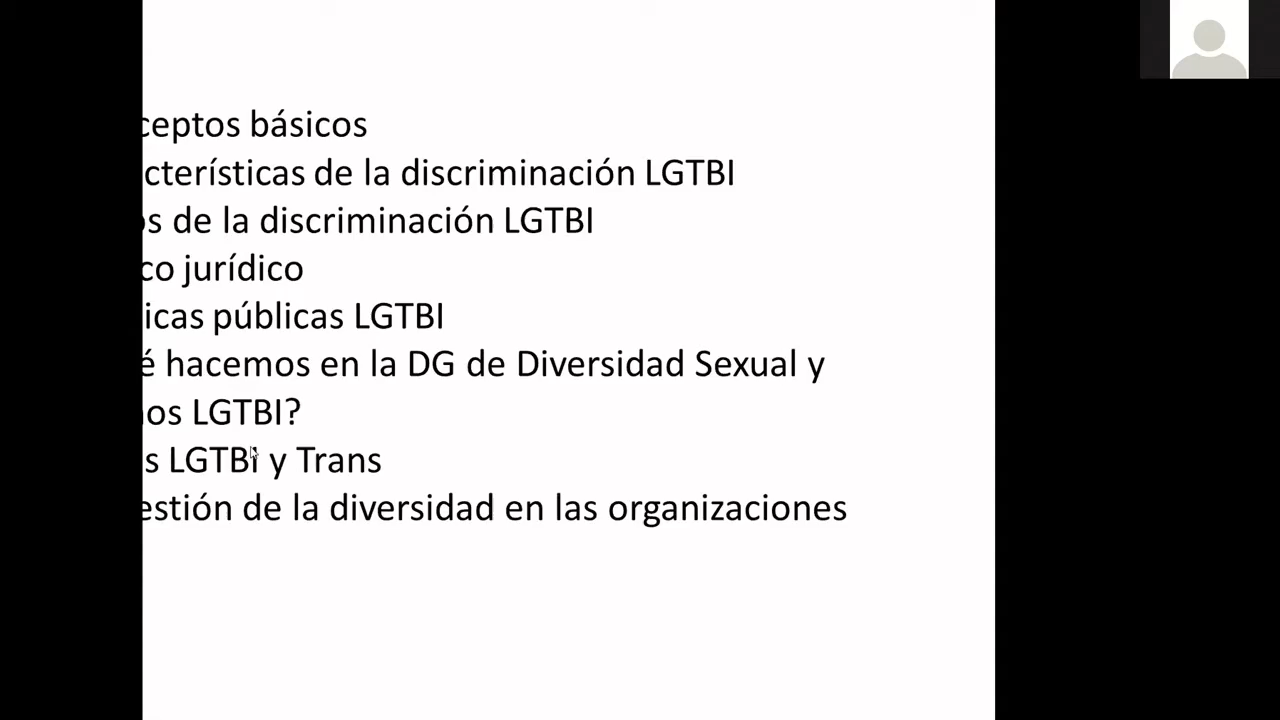 ceptos básicos
cterísticas de la discriminación LGTBI
os de la discriminación LGTBI
co jurídico
icas públicas LGTBI
é hacemos en la DG de Diversidad Sexual y
nos LGTBI?
s LGTBi y Trans
estión de la diversidad en las organizaciones